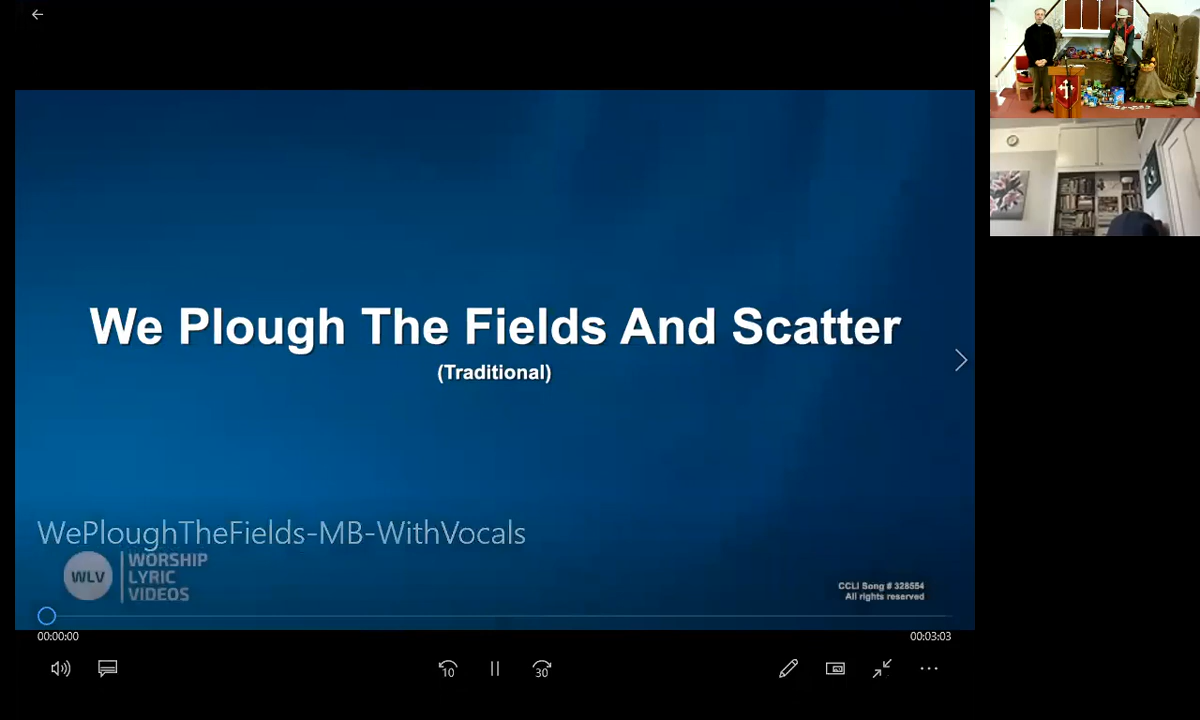 We Plough The Fields And Scatter
(Traditional)
WePloughTheFields-MB-WithVocals
WLV
WORSHIP
LYRIC
VIDEOS
CCLI Song # 328554
All rights reserved
00:00:00
00:03:03
10
30